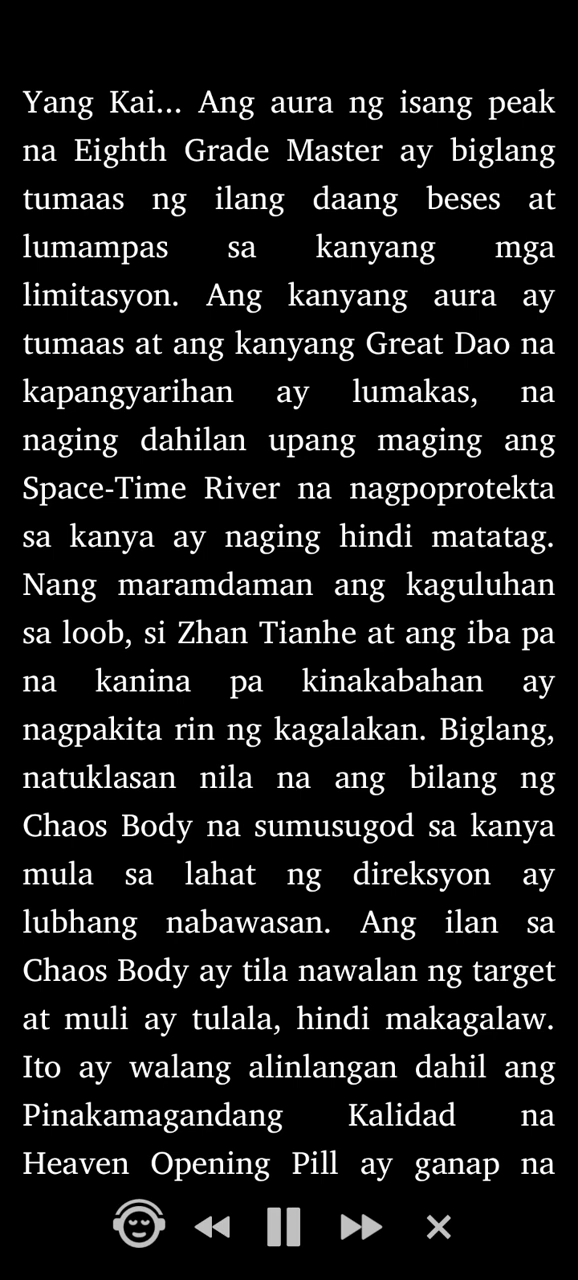 Yang Kai... Ang aura ng isang peak
na Eighth Grade Master ay biglang
tumaas ng ilang daang beses at
lumampas sa kanyang mga
limitasyon. Ang kanyang aura ay
tumaas at ang kanyang Great Dao na
kapangyarihan ay lumakas, na
naging dahilan upang maging ang
Space-Time River na nagpoprotekta
sa kanya ay naging hindi matatag.
Nang maramdaman ang kaguluhan
sa loob, si Zhan Tianhe at ang iba pa
na kanina pa kinakabahan ay
nagpakita rin ng kagalakan. Biglang,
natuklasan nila na ang bilang ng
Chaos Body na sumusugod sa kanya
mula sa lahat ng direksyon ay
lubhang nabawasan. Ang ilan sa
Chaos Body ay tila nawalan ng target
at muli ay tulala, hindi makagalaw.
Ito ay walang alinlangan dahil ang
Pinakamagandang Kalidad na
Heaven Opening Pill ay ganap na